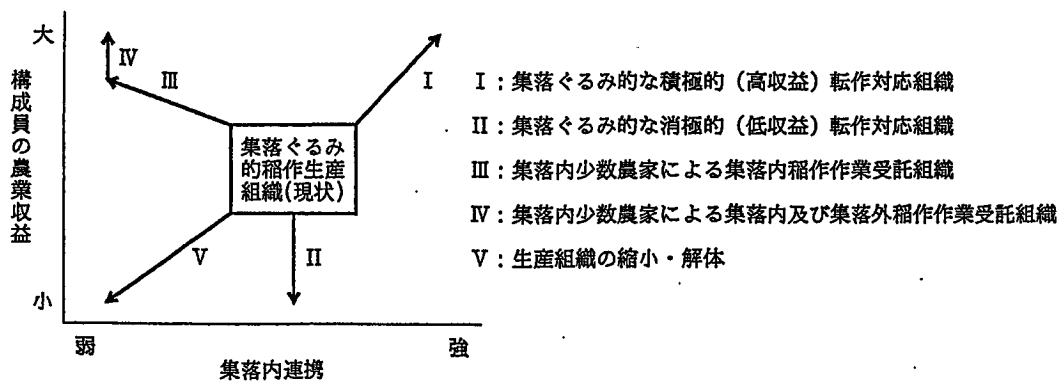 大
構成員の農業収益
小
弱
強
集落内連携
Ⅳ
Ⅲ
Ⅰ
集落ぐるみ
的稲作生産
組織(現状)
Ⅴ
Ⅱ
Ⅰ：集落ぐるみ的な積極的（高収益）転作対応組織
Ⅱ：集落ぐるみ的な消極的（低収益）転作対応組織
Ⅲ：集落内少数農家による集落内稲作作業受託組織
Ⅳ：集落内少数農家による集落内及び集落外稲作作業受託組織
Ⅴ：生産組織の縮小・解体